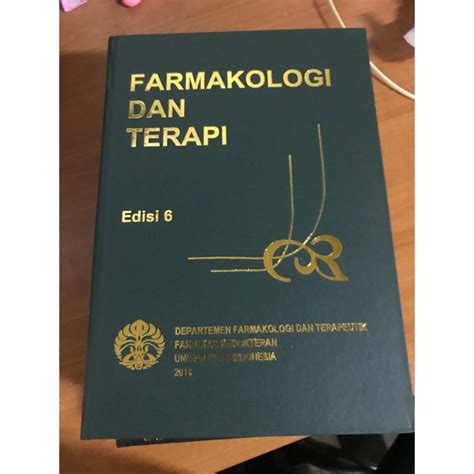 FARMAKOLOGI
DAN
TERAPI
Edisi 6
DEPARTEMEN FARMAKOLOGI DAN TERAPEUTIK
FAKULTAS KEDOKTERAN
UNIVERSITAS INDONESIA